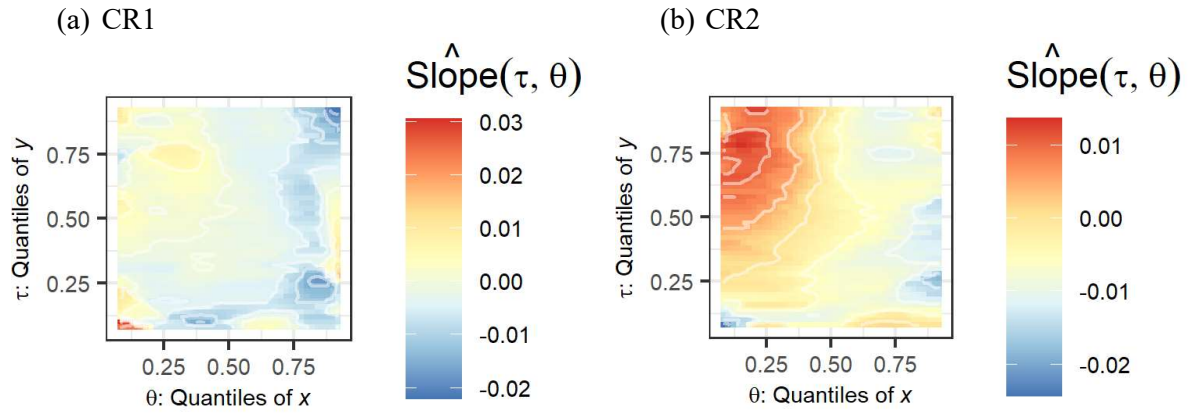 (a) CR1
(b) CR2
Slôpe(τ, θ)
0.03
0.02
0.01
0.00
-0.01
-0.02
τ: Quantiles of y
0.75
0.50
0.25
0.25 0.50 0.75
θ: Quantiles of x
Slôpe(τ, θ)
0.01
0.00
-0.01
-0.02
τ: Quantiles of y
0.75
0.50
0.25
0.25 0.50 0.75
θ: Quantiles of x